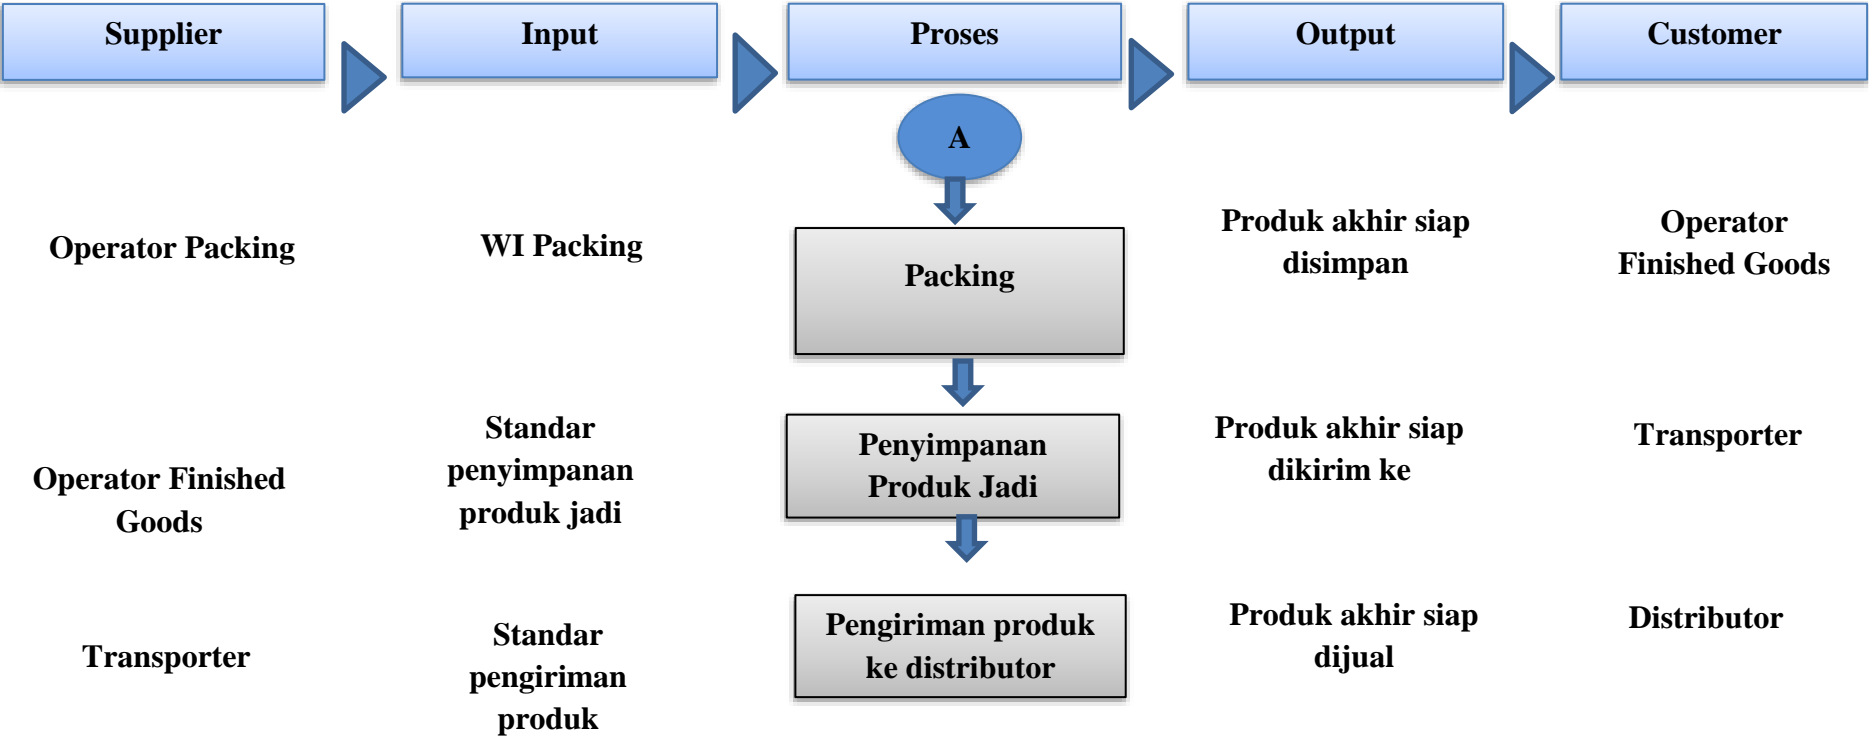 Supplier
Input
Proses
Output
Customer
A
Operator Packing
WI Packing
Packing
Produk akhir siap
disimpan
Operator
Finished Goods
Operator Finished
Goods
Standar
penyimpanan
produk jadi
Penyimpanan
Produk Jadi
Produk akhir siap
dikirim ke
Transporter
Transporter
Standar
pengiriman
produk
Pengiriman produk
ke distributor
Produk akhir siap
dijual
Distributor